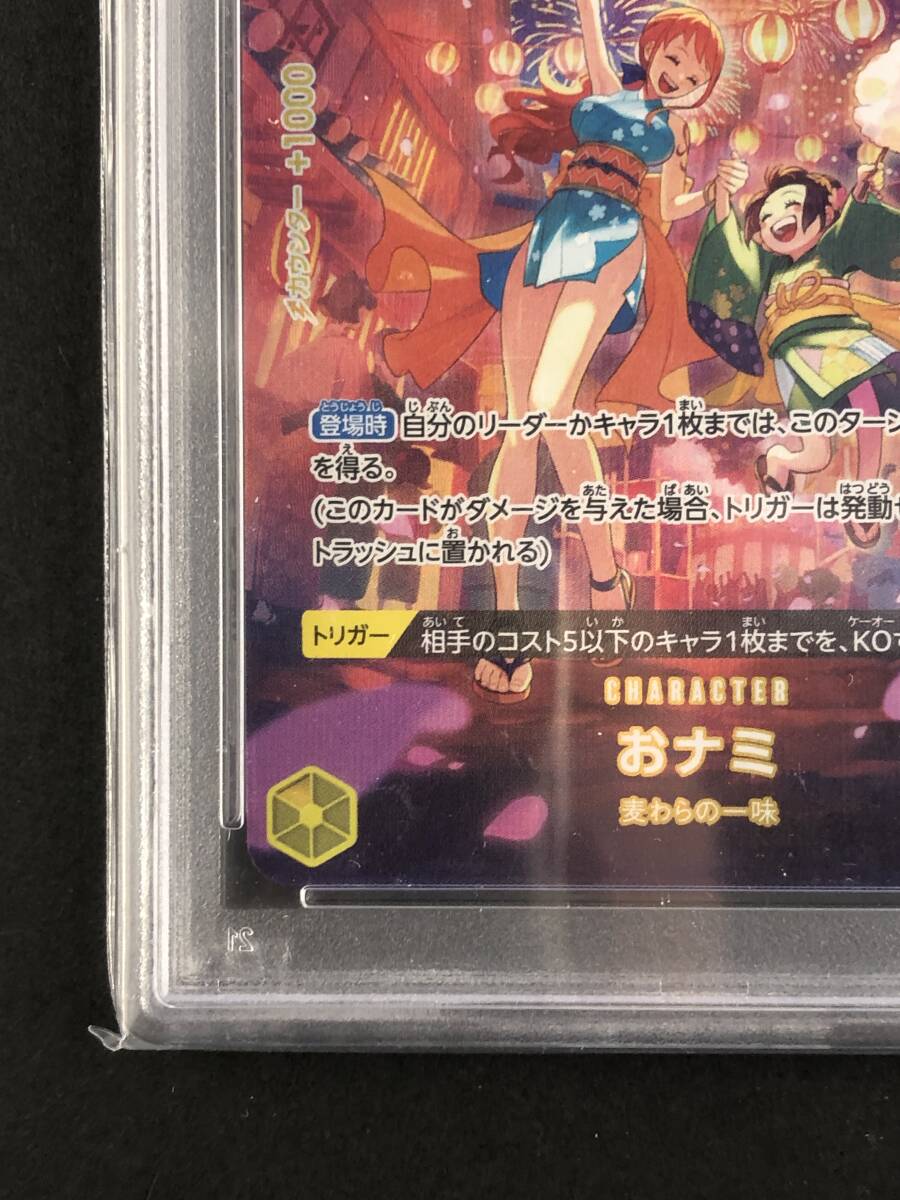 カウンター +1000
登場時 自分のリーダーかキャラ1枚までは、このターン
を得る。
(このカードがダメージを与えた場合、トリガーは発動せ
トラッシュに置かれる)
トリガー 相手のコスト5以下のキャラ1枚までを、KOす
CHARACTER
おナミ
麦わらの一味
21